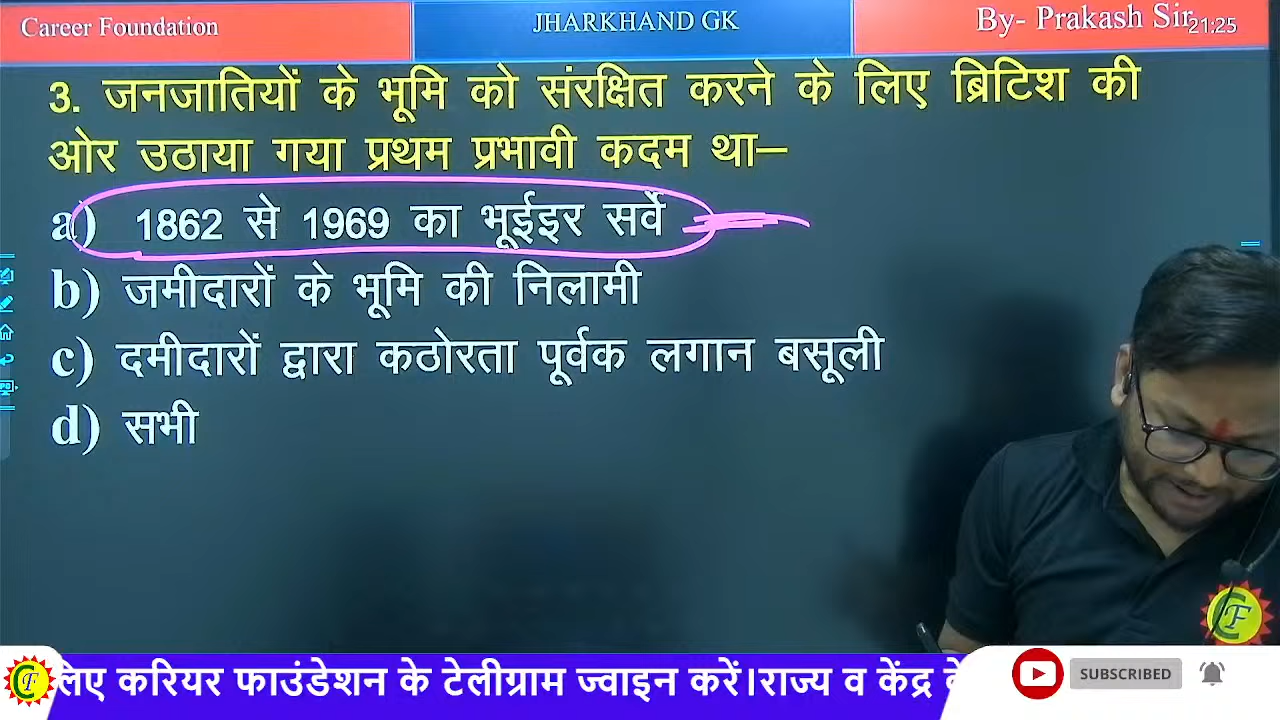 Career Foundation
JHARKHAND GK
By- Prakash Sir
21:25
3. जनजातियों के भूमि को संरक्षित करने के लिए ब्रिटिश की
ओर उठाया गया प्रथम प्रभावी कदम था–
a) 1862 से 1969 का भूईइर सर्वे
b) जमीदारों के भूमि की निलामी
c) दमीदारों द्वारा कठोरता पूर्वक लगान बसूली
d) सभी
लिए करियर फाउंडेशन के टेलीग्राम ज्वाइन करें।राज्य व केंद्र
SUBSCRIBED